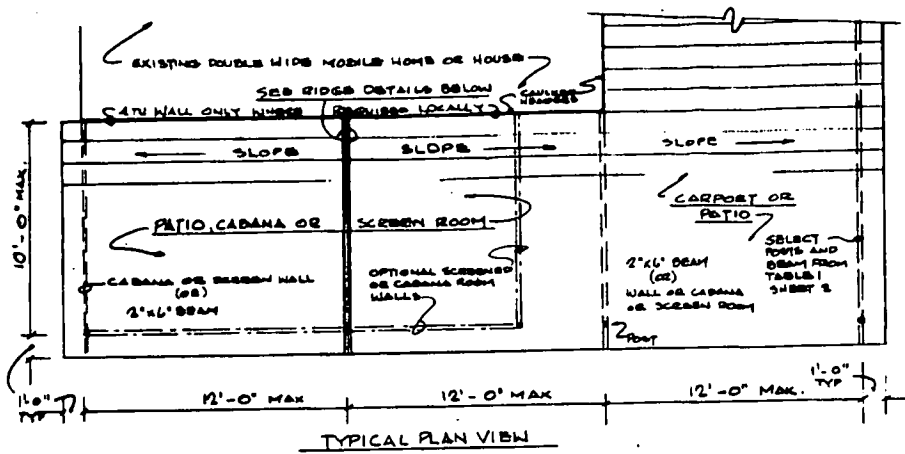 EXISTING DOUBLE WIDE MOBILE HOME OR HOUSE
SEE RIDGE DETAILS BELOW
4TH WALL ONLY WHERE REQUIRED LOCALLY
SLOPE
SLOPE
SLOPE
10'-0" MAX.
PATIO, CABANA OR SCREEN ROOM
CARPORT OR
PATIO
CABANA OR SCREEN WALL
(OR)
2"x6" BEAM
OPTIONAL SCREENED
OR CABANA ROOM
WALLS
2"x6" BEAM
(OR)
WALL OR CABANA
OR SCREEN ROOM
SELECT
POSTS AND
BEAM FROM
TABLE 1
SHEET 2
POST
1'-0"
TYP
12'-0" MAX
12'-0" MAX
12'-0" MAX.
1'-0"
TYP
TYPICAL PLAN VIEW